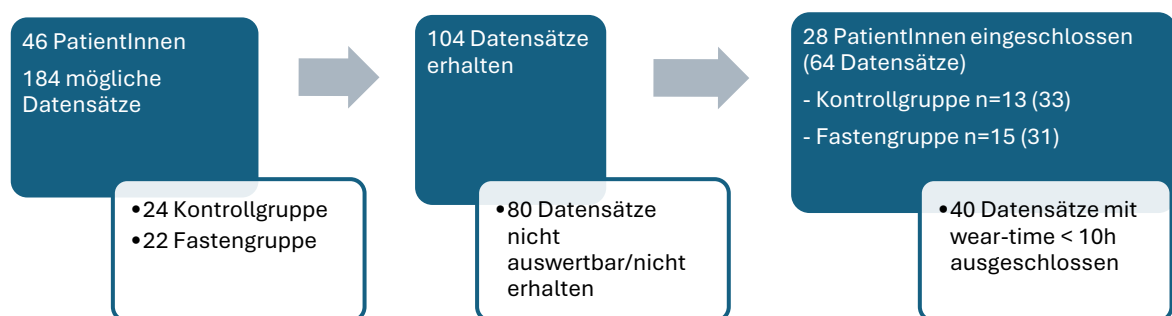 46 PatientInnen
184 mögliche
Datensätze
•24 Kontrollgruppe
•22 Fastengruppe
104 Datensätze
erhalten
•80 Datensätze
nicht
auswertbar/nicht
erhalten
28 PatientInnen eingeschlossen
(64 Datensätze)
- Kontrollgruppe n=13 (33)
- Fastengruppe n=15 (31)
•40 Datensätze mit
wear-time < 10h
ausgeschlossen